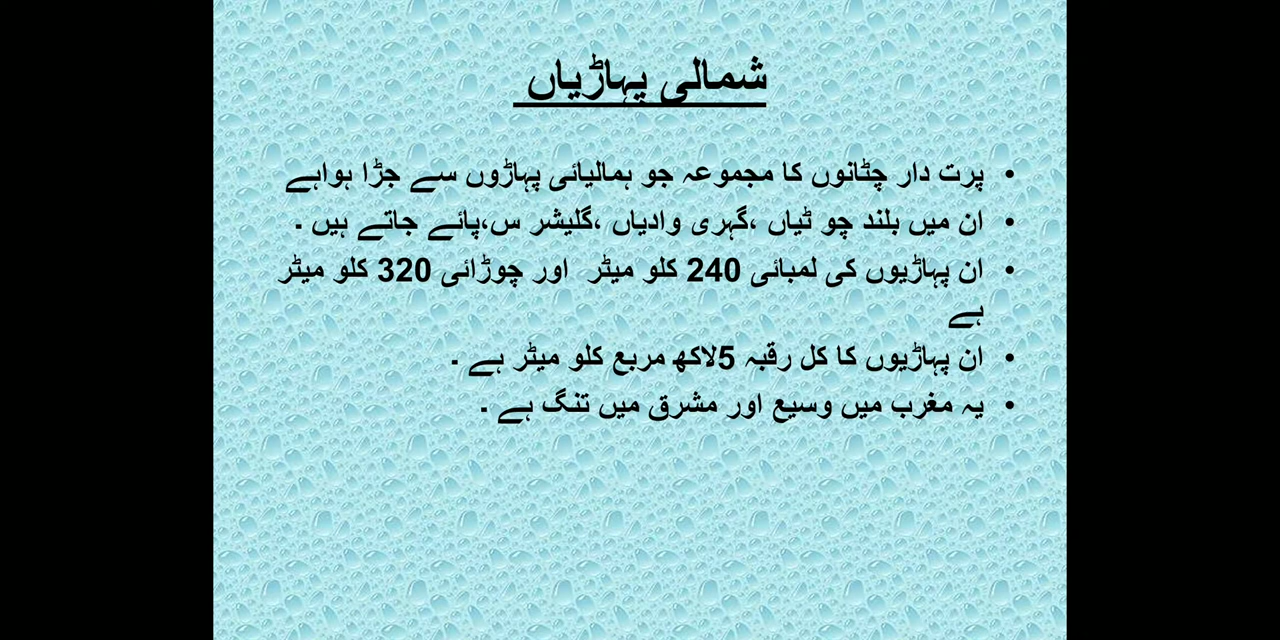 شمالی پہاڑیاں
• پرت دار چٹانوں کا مجموعہ جو ہمالیائی پہاڑوں سے جڑا ہواہے
• ان میں بلند چو ٹیاں ،گہری وادیاں ،گلیشر س،پائے جاتے ہیں ۔
• ان پہاڑیوں کی لمبائی 240 کلو میٹر اور چوڑائی 320 کلو میٹر
ہے
• ان پہاڑیوں کا کل رقبہ 5لاکھ مربع کلو میٹر ہے ۔
• یہ مغرب میں وسیع اور مشرق میں تنگ ہے ۔